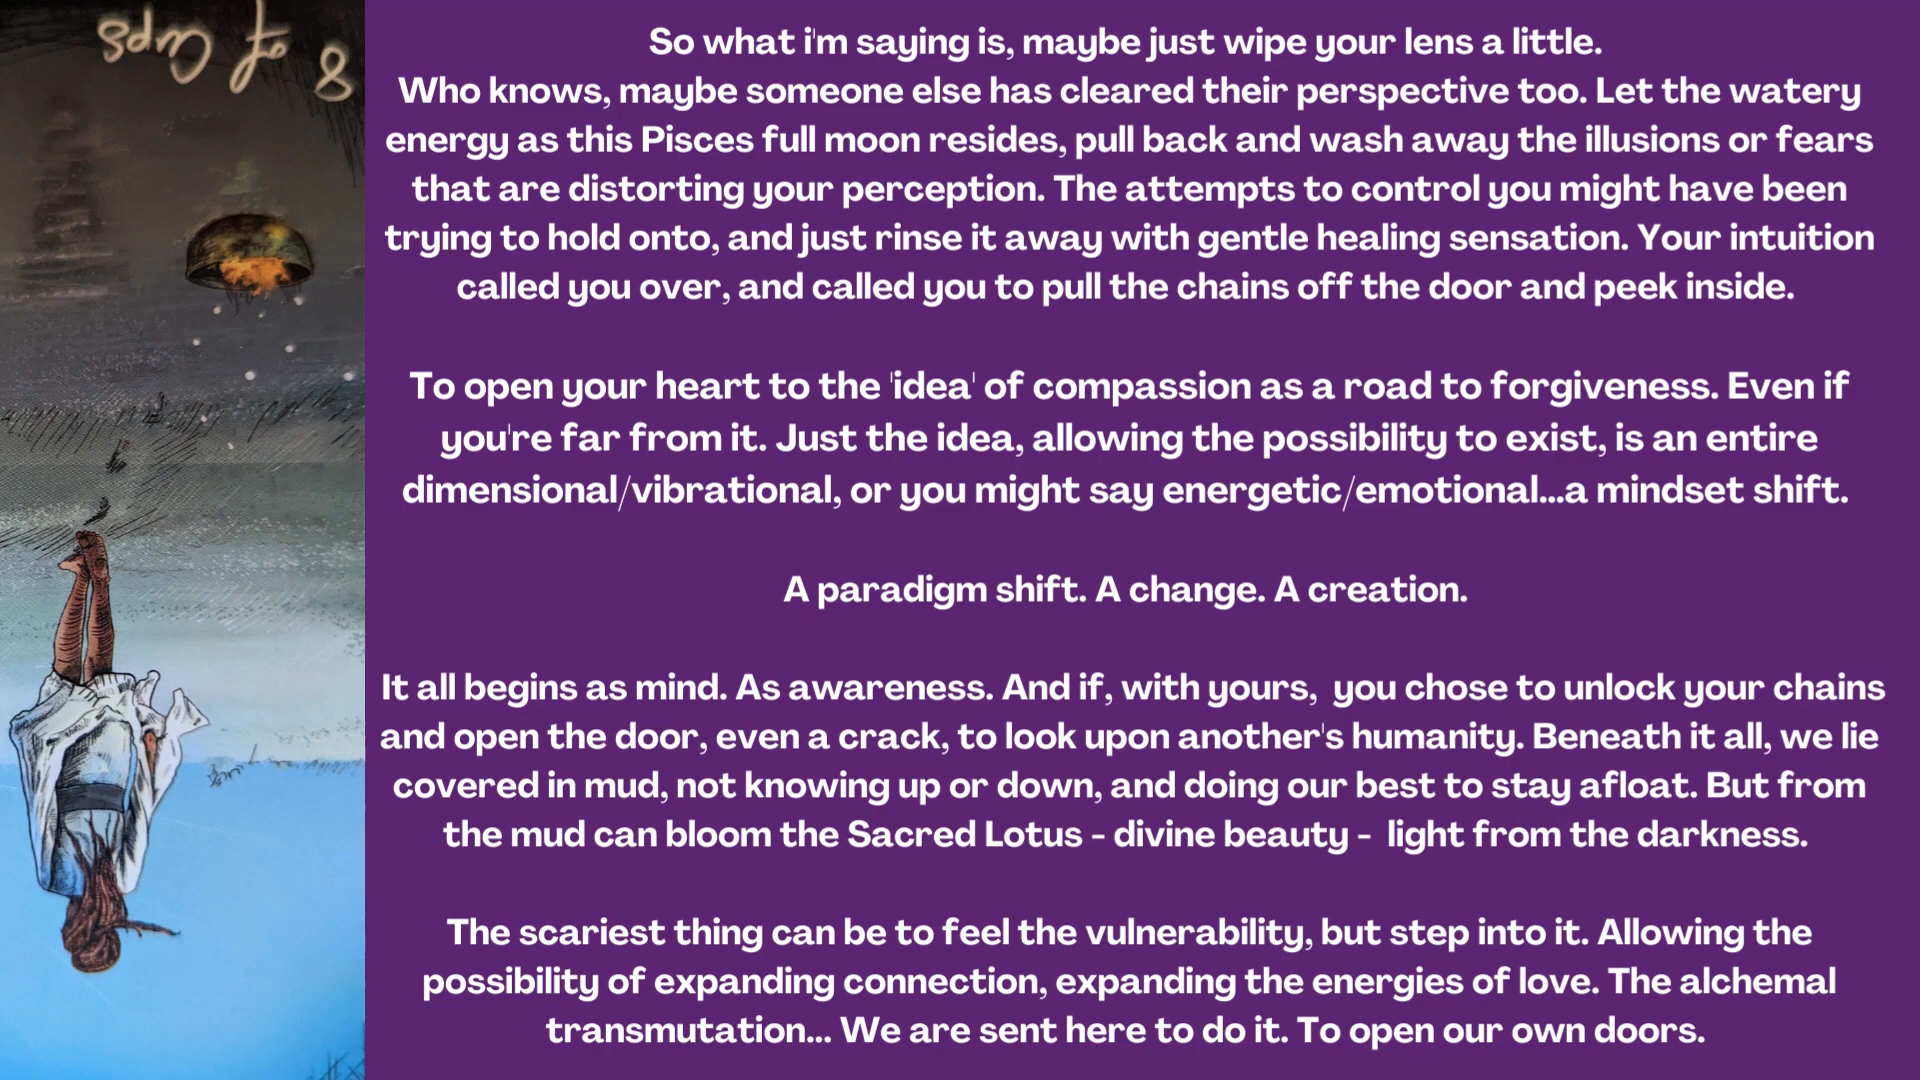 8 of Cups
So what i'm saying is, maybe just wipe your lens a little.
Who knows, maybe someone else has cleared their perspective too. Let the watery
energy as this Pisces full moon resides, pull back and wash away the illusions or fears
that are distorting your perception. The attempts to control you might have been
trying to hold onto, and just rinse it away with gentle healing sensation. Your intuition
called you over, and called you to pull the chains off the door and peek inside.
To open your heart to the 'idea' of compassion as a road to forgiveness. Even if
you're far from it. Just the idea, allowing the possibility to exist, is an entire
dimensional/vibrational, or you might say energetic/emotional...a mindset shift.
A paradigm shift. A change. A creation.
It all begins as mind. As awareness. And if, with yours,  you chose to unlock your chains
and open the door, even a crack, to look upon another's humanity. Beneath it all, we lie
covered in mud, not knowing up or down, and doing our best to stay afloat. But from
the mud can bloom the Sacred Lotus - divine beauty -  light from the darkness.
The scariest thing can be to feel the vulnerability, but step into it. Allowing the
possibility of expanding connection, expanding the energies of love. The alchemal
transmutation... We are sent here to do it. To open our own doors.